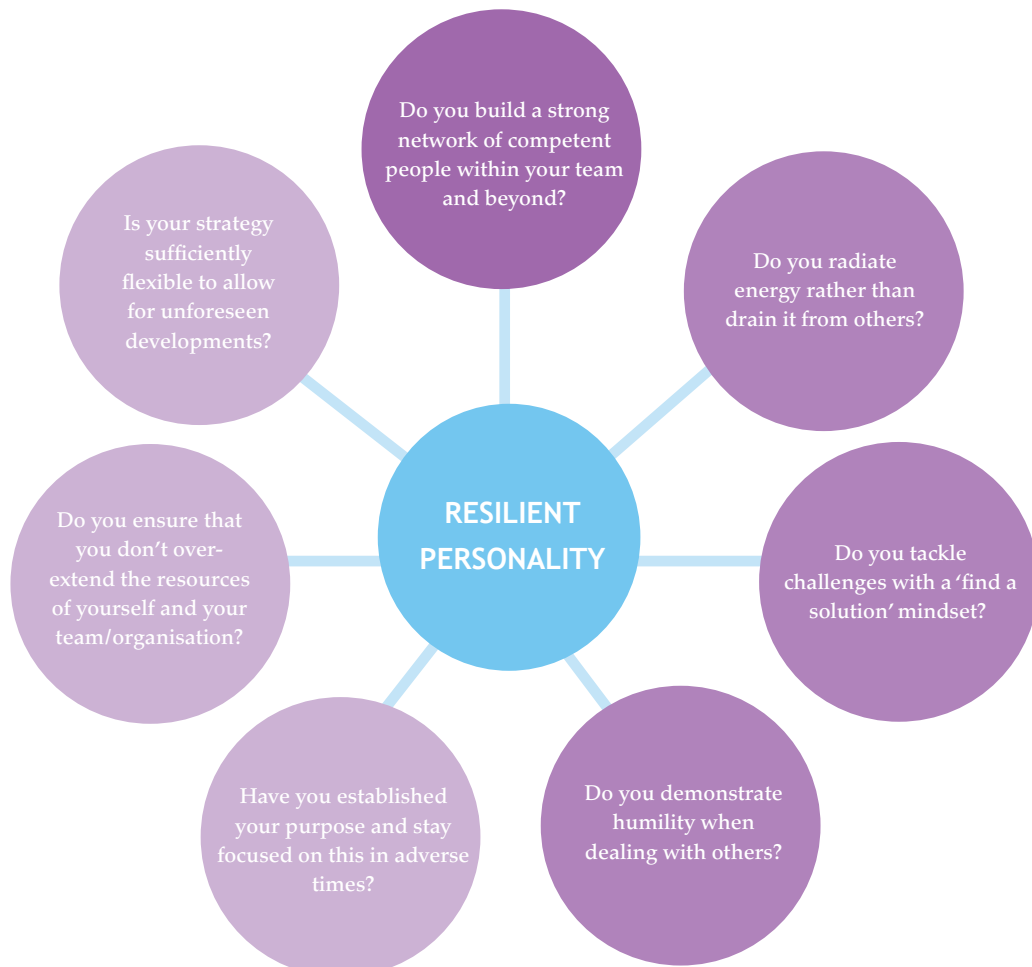 Do you build a strong
network of competent
people within your team
and beyond?
Do you radiate
energy rather than
drain it from others?
Do you tackle
challenges with a ‘find a
solution’ mindset?
Do you demonstrate
humility when
dealing with others?
Have you established
your purpose and stay
focused on this in adverse
times?
Do you ensure that
you don’t over-
extend the resources
of yourself and your
team/organisation?
Is your strategy
sufficiently
flexible to allow
for unforeseen
developments?
RESILIENT
PERSONALITY